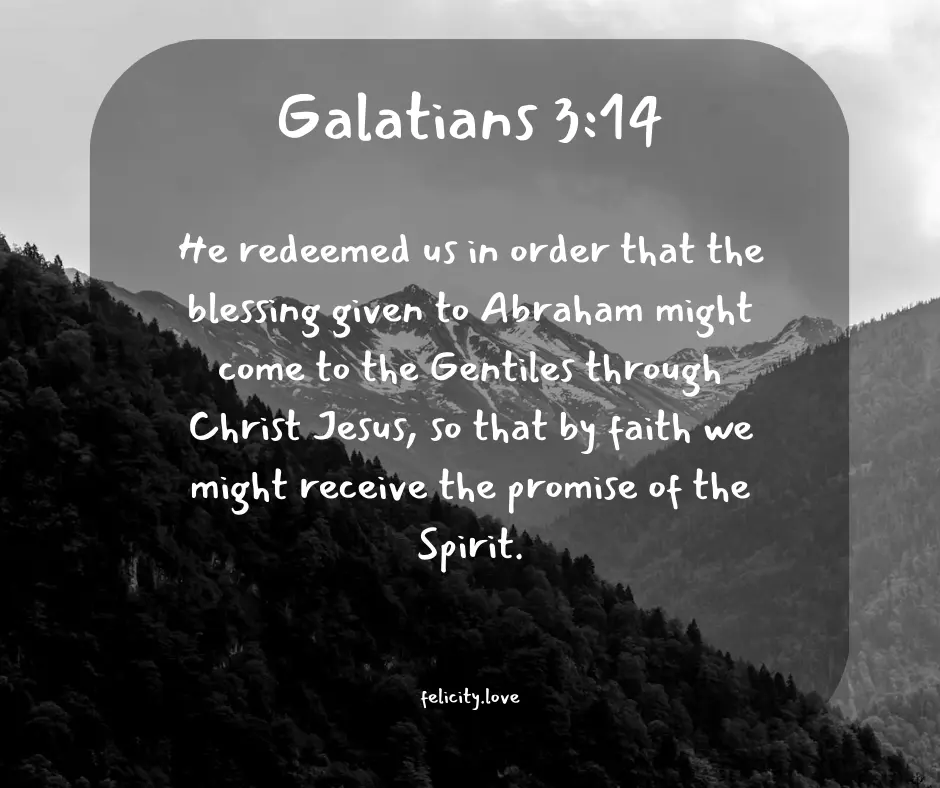 Galatians 3:14
He redeemed us in order that the
blessing given to Abraham might
come to the Gentiles through
Christ Jesus, so that by faith we
might receive the promise of the
Spirit.
felicity.love